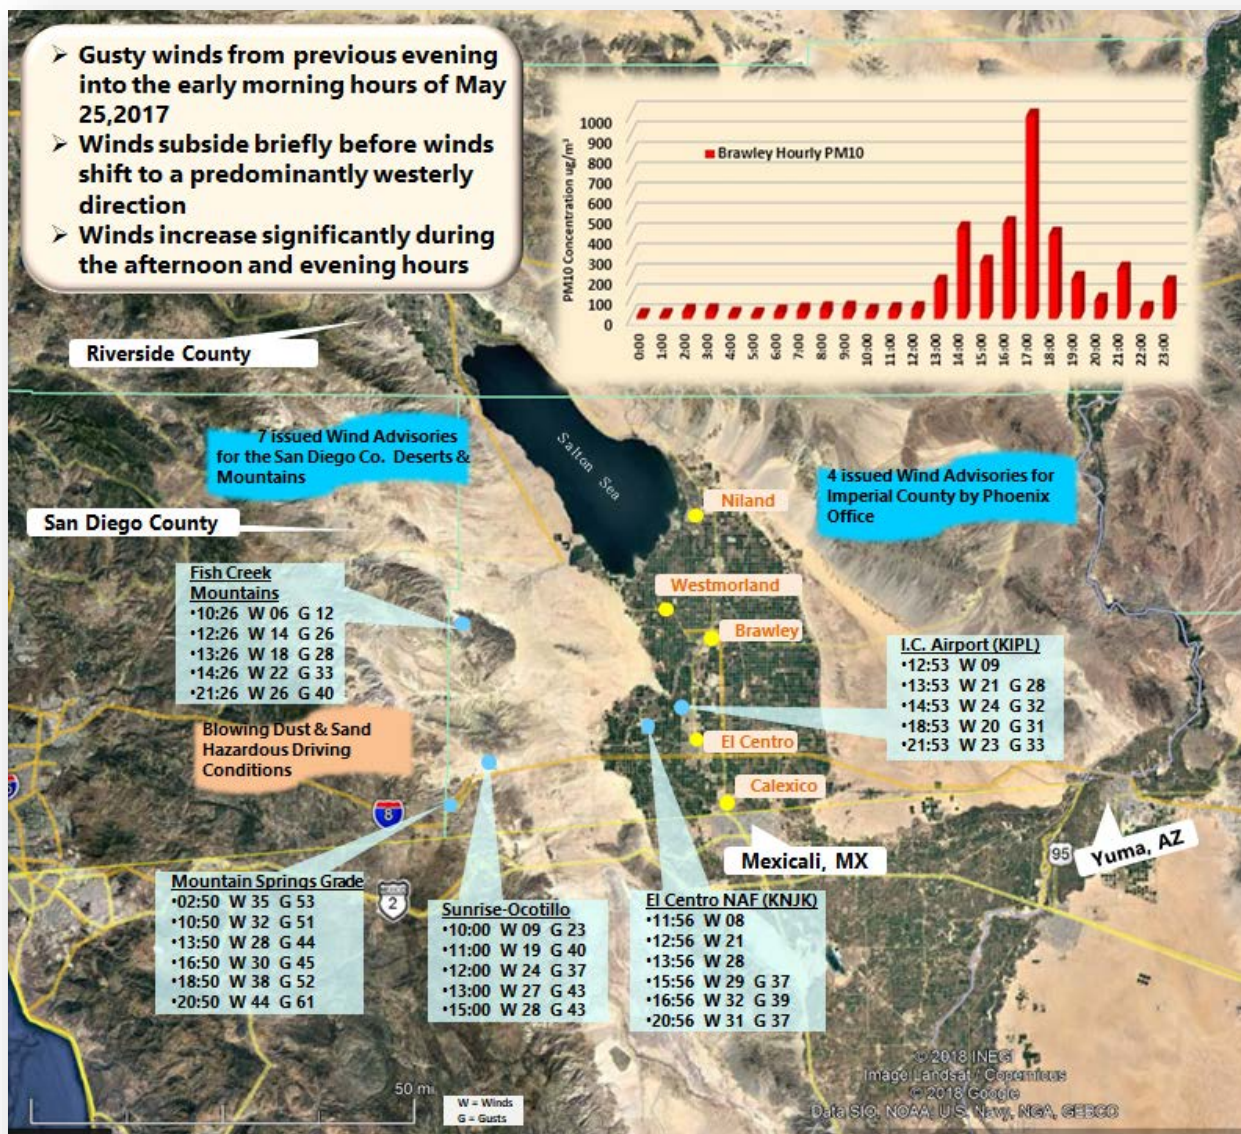 ➢ Gusty winds from previous evening
into the early morning hours of May
25,2017
➢ Winds subside briefly before winds
shift to a predominantly westerly
direction
➢ Winds increase significantly during
the afternoon and evening hours
PM10 Concentration ug/m³
1000
900
800
700
600
500
400
300
200
100
0
Brawley Hourly PM10
0:00
1:00
2:00
3:00
4:00
5:00
6:00
7:00
8:00
9:00
10:00
11:00
12:00
13:00
14:00
15:00
16:00
17:00
18:00
19:00
20:00
21:00
22:00
23:00
Riverside County
7 issued Wind Advisories
for the San Diego Co. Deserts &
Mountains
Salton Sea
4 issued Wind Advisories for
Imperial County by Phoenix
Office
San Diego County
Niland
Westmorland
Brawley
El Centro
Calexico
Fish Creek
Mountains
•10:26 W 06 G 12
•12:26 W 14 G 26
•13:26 W 18 G 28
•14:26 W 22 G 33
•21:26 W 26 G 40
I.C. Airport (KIPL)
•12:53 W 09
•13:53 W 21 G 28
•14:53 W 24 G 32
•18:53 W 20 G 31
•21:53 W 23 G 33
Blowing Dust & Sand
Hazardous Driving
Conditions
8
Mexicali, MX
95
Yuma, AZ
2
Mountain Springs Grade
•02:50 W 35 G 53
•10:50 W 32 G 51
•13:50 W 28 G 44
•16:50 W 30 G 45
•18:50 W 38 G 52
•20:50 W 44 G 61
Sunrise-Ocotillo
•10:00 W 09 G 23
•11:00 W 19 G 40
•12:00 W 24 G 37
•13:00 W 27 G 43
•15:00 W 28 G 43
El Centro NAF (KNJK)
•11:56 W 08
•12:56 W 21
•13:56 W 28
•15:56 W 29 G 37
•16:56 W 32 G 39
•20:56 W 31 G 37
50 mi
W = Winds
G = Gusts
© 2018 INEGI
Image Landsat / Copernicus
© 2018 Google
Data SIO, NOAA, U.S. Navy, NGA, GEBCO